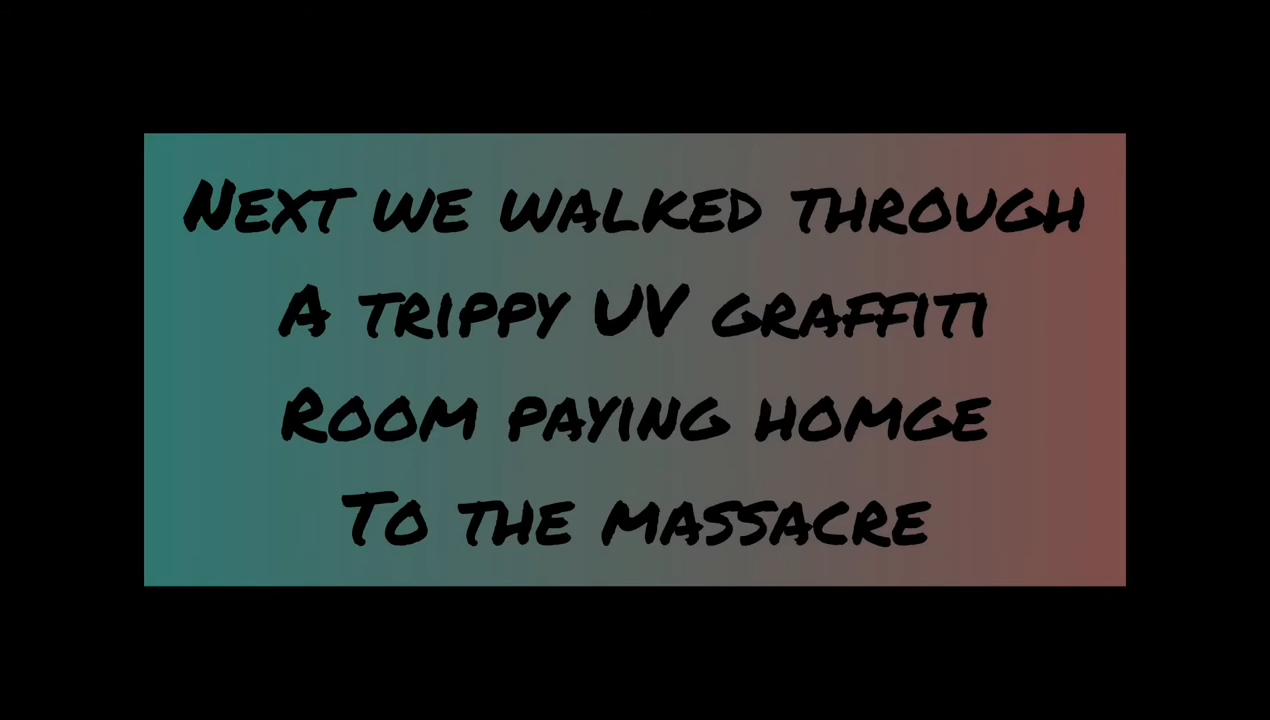 Next we walked through
A trippy UV graffiti
Room paying homge
To the massacre